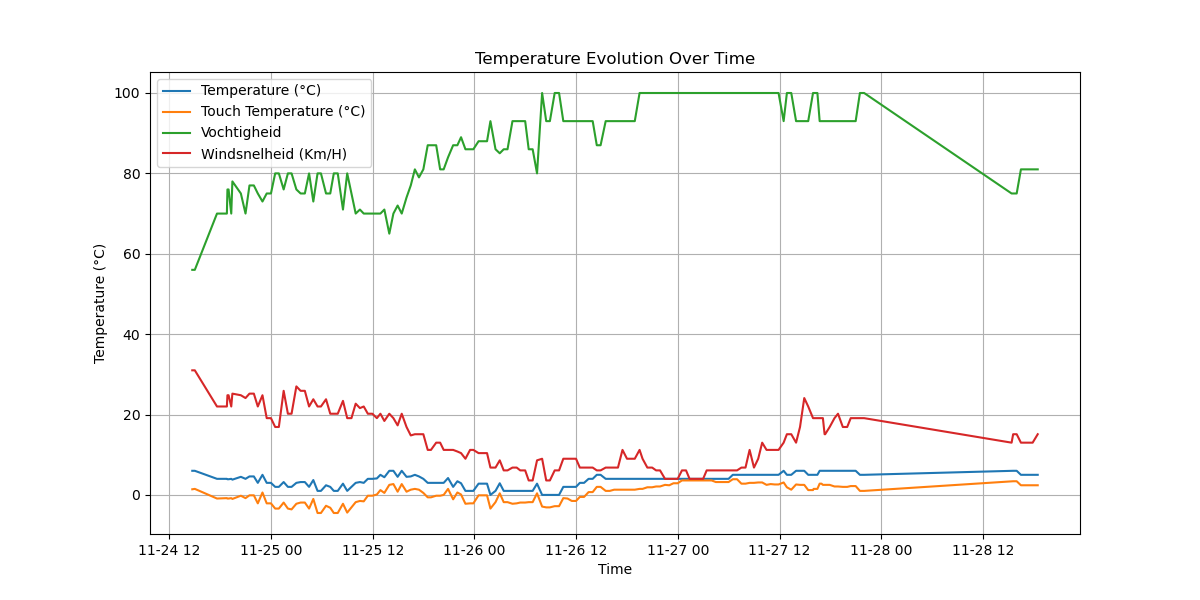 Temperature Evolution Over Time
Temperature (°C)
Touch Temperature (°C)
Vochtigheid
Windsnelheid (Km/H)
100
80
60
40
20
0
Temperature (°C)
11-24 12
11-25 00
11-25 12
11-26 00
11-26 12
11-27 00
11-27 12
11-28 00
11-28 12
Time